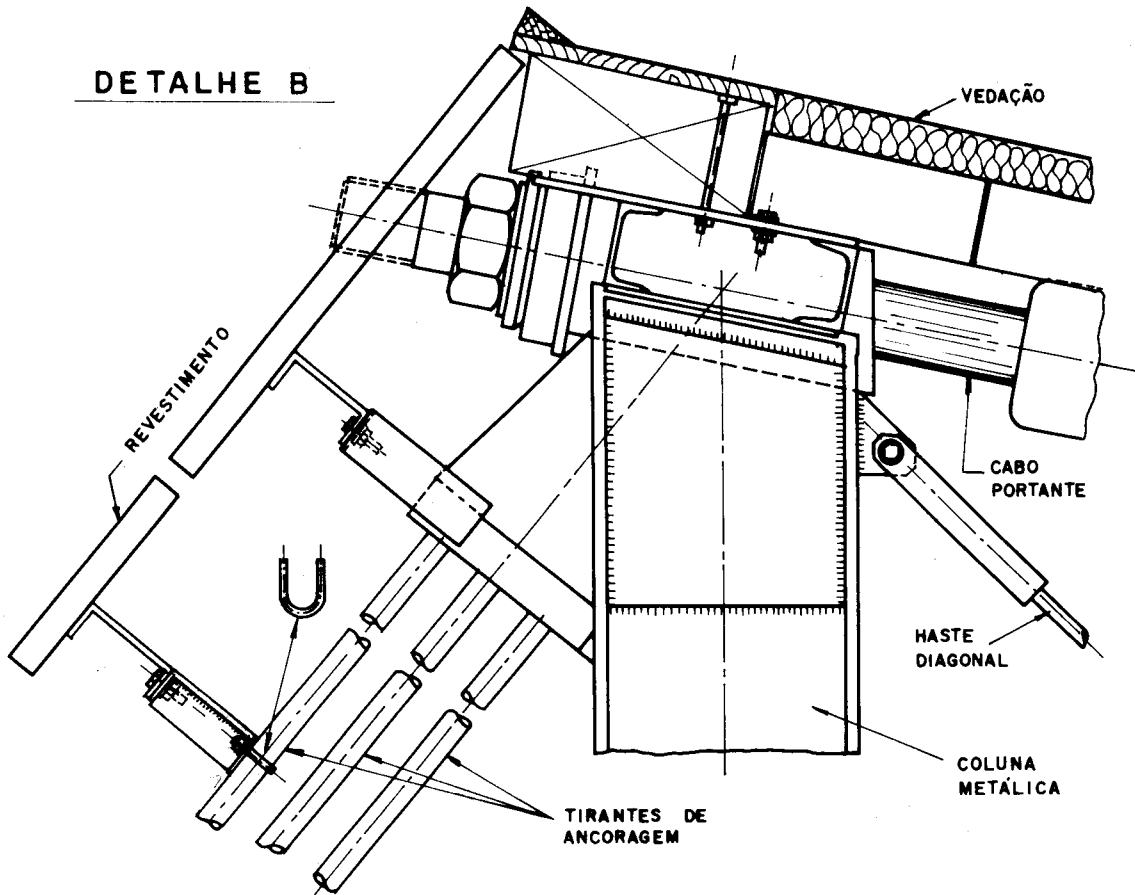 DETALHE B
VEDAÇÃO
REVESTIMENTO
CABO
PORTANTE
HASTE
DIAGONAL
COLUNA
METÁLICA
TIRANTES DE
ANCORAGEM